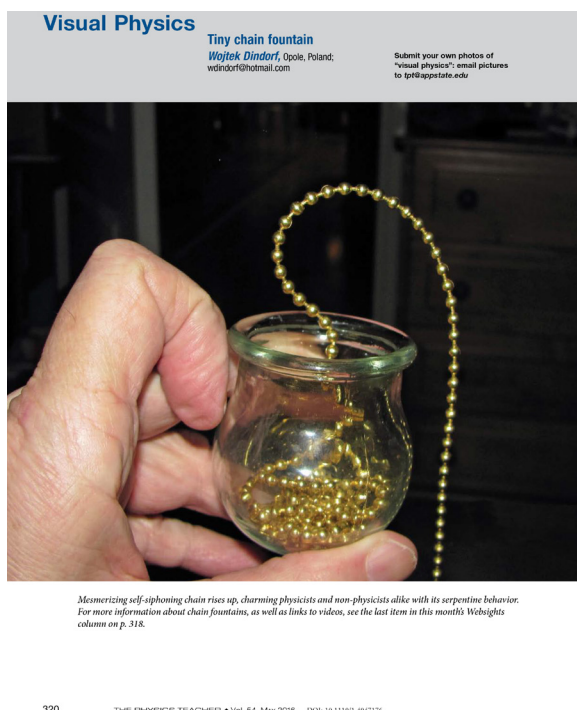 Visual Physics
Tiny chain fountain
Wojtek Dindorf, Opole, Poland;
wdindorf@hotmail.com
Submit your own photos of
"visual physics": email pictures
to tpt@appstate.edu
Mesmerizing self-siphoning chain rises up, charming physicists and non-physicists alike with its serpentine behavior.
For more information about chain fountains, as well as links to videos, see the last item in this month's Websights
column on p. 318.
320
THE PHYSICS TEACHER • Vol. 54, May 2016
DOI: